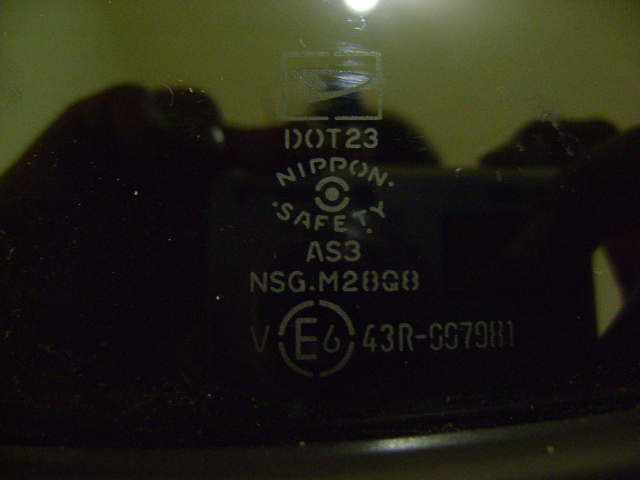 DOT23
NIPPON
SAFETY
AS3
NSG.M28Q8
V E6 43R-007981